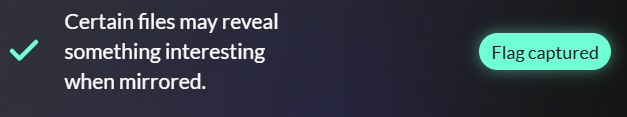 Certain files may reveal
something interesting
when mirrored.
Flag captured